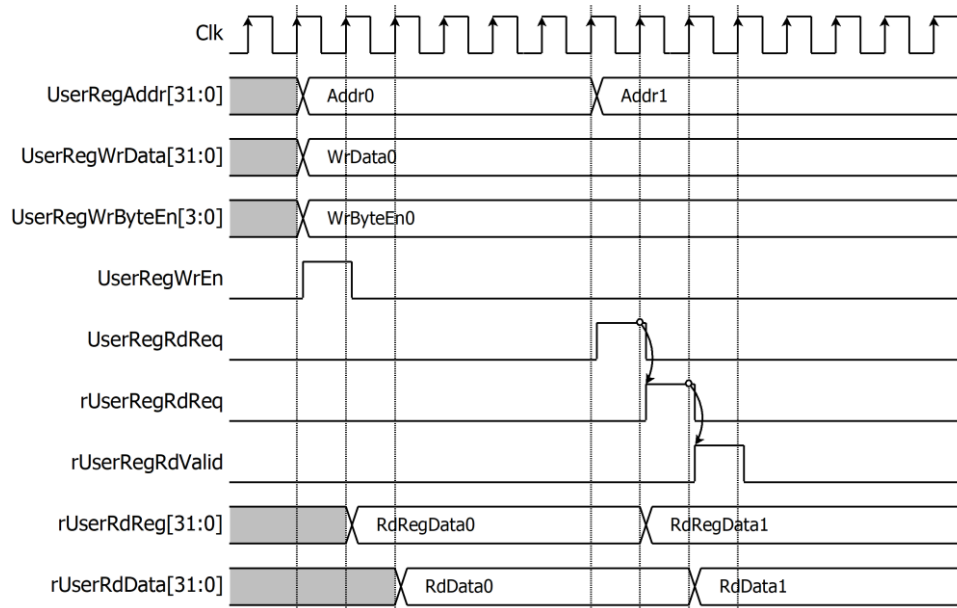 Clk
UserRegAddr[31:0] Addr0 Addr1
UserRegWrData[31:0] WrData0
UserRegWrByteEn[3:0] WrByteEn0
UserRegWrEn
UserRegRdReq
rUserRegRdReq
rUserRegRdValid
rUserRdReg[31:0] RdRegData0 RdRegData1
rUserRdData[31:0] RdData0 RdData1